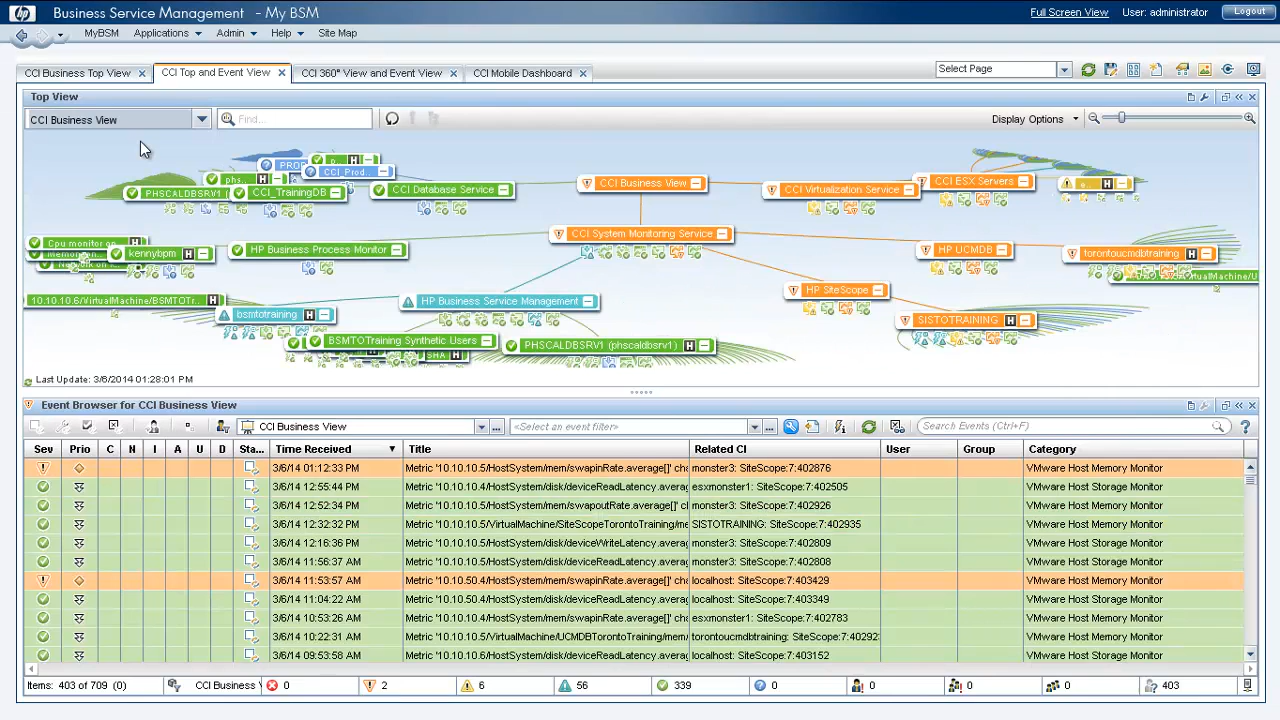 hp Business Service Management - My BSM
Full Screen View User: administrator Logout
MyBSM Applications Admin Help Site Map
CCI Business Top View CCI Top and Event View CCI 360° View and Event View CCI Mobile Dashboard Select Page
Top View
CCI Business View Find... Display Options
CCI_Prod...
CCI Database Service CCI Business View CCI Virtualization Service CCI ESX Servers
PHSCALDBSRV1 CCI_TrainingDB
CCI System Monitoring Service
Cpu monitor on
kennybpm H HP Business Process Monitor HP UCMDB torontoucmdbtraining H
10.10.10.6/VirtualMachine/BSMTOTr... H HP Business Service Management HP SiteScope
bsmtotraining H SISTOTRAINING H
BSMTOTraining Synthetic Users PHSCALDBSRV1 (phscaldbsrv1) H
Last Update: 3/6/2014 01:28:01 PM
Event Browser for CCI Business View
CCI Business View ... <Select an event filter> ... Search Events (Ctrl+F)
Sev Prio C N I A U D Sta... Time Received Title Related CI User Group Category
3/6/14 01:12:33 PM Metric '10.10.10.5/HostSystem/mem/swapinRate.average[]' cha monster3: SiteScope:7:402876 VMware Host Memory Monitor
3/6/14 12:55:44 PM Metric '10.10.10.4/HostSystem/disk/deviceReadLatency.averag esxmonster1: SiteScope:7:402505 VMware Host Storage Monitor
3/6/14 12:52:34 PM Metric '10.10.10.5/HostSystem/mem/swapoutRate.average[]' c monster3: SiteScope:7:402926 VMware Host Memory Monitor
3/6/14 12:32:32 PM Metric '10.10.10.5/VirtualMachine/SiteScopeTorontoTraining/me SISTOTRAINING: SiteScope:7:402935 VMware Host Memory Monitor
3/6/14 12:16:36 PM Metric '10.10.10.5/HostSystem/disk/deviceWriteLatency.averag monster3: SiteScope:7:402809 VMware Host Storage Monitor
3/6/14 11:56:37 AM Metric '10.10.10.5/HostSystem/disk/deviceReadLatency.averag monster3: SiteScope:7:402808 VMware Host Storage Monitor
3/6/14 11:53:57 AM Metric '10.10.50.4/HostSystem/mem/swapinRate.average[]' cha localhost: SiteScope:7:403429 VMware Host Memory Monitor
3/6/14 11:04:22 AM Metric '10.10.50.4/HostSystem/disk/deviceReadLatency.averag localhost: SiteScope:7:403349 VMware Host Storage Monitor
3/6/14 10:53:26 AM Metric '10.10.10.4/HostSystem/mem/swapinRate.average[]' cha esxmonster1: SiteScope:7:402783 VMware Host Memory Monitor
3/6/14 10:22:31 AM Metric '10.10.10.5/VirtualMachine/UCMDBTorontoTraining/mem/ torontoucmdbtraining: SiteScope:7:40292 VMware Host Memory Monitor
3/6/14 09:53:58 AM Metric '10.10.10.6/HostSystem/disk/deviceReadLatency.averag localhost: SiteScope:7:403152 VMware Host Storage Monitor
Items: 403 of 709 (0) CCI Business V 0 2 6 56 339 0 0 0 0 403